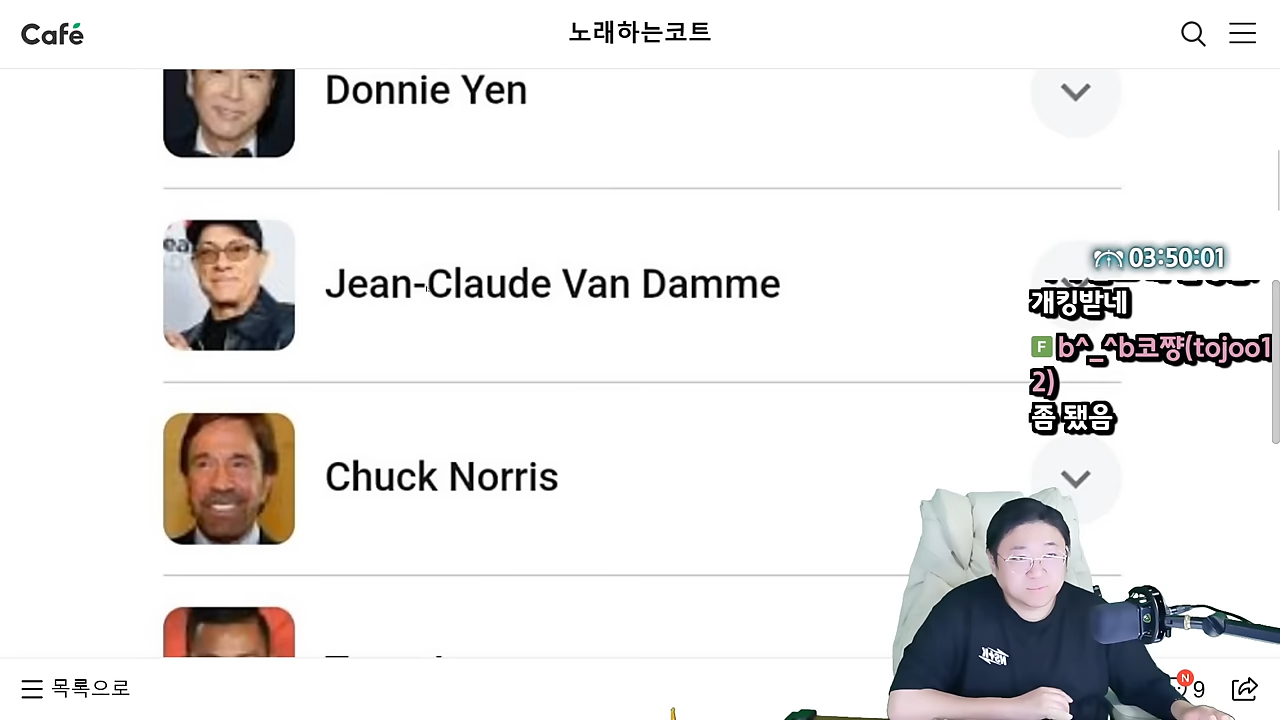 Café
노래하는코트
Donnie Yen
Jean-Claude Van Damme
03:50:01
개킹받네
F b^_^b코쨩(tojoo1
2)
좀 됐음
Chuck Norris
목록으로
N
9